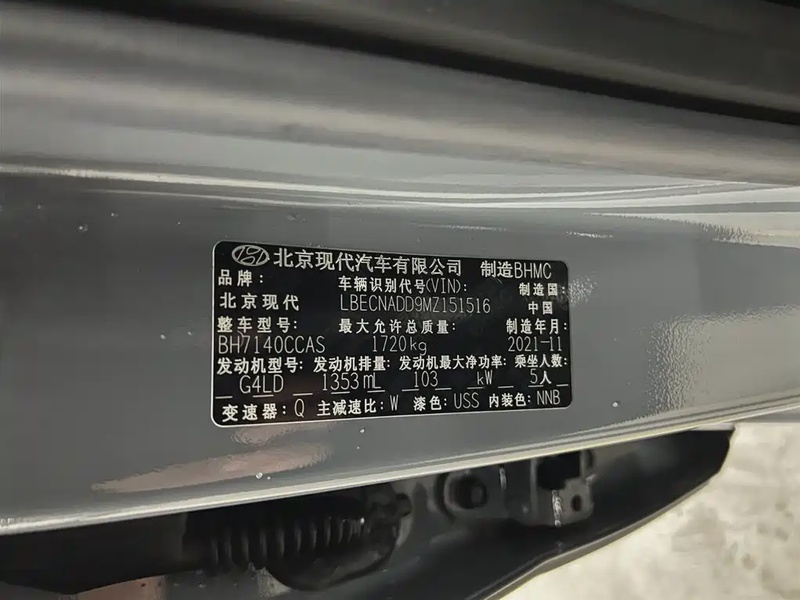 北京现代汽车有限公司 制造BHMC
品牌: 车辆识别代号(VIN): 制造国:
北京现代 LBECNADD9MZ151516 中国
整车型号: 最大允许总质量: 制造年月:
BH7140CCAS 1720kg 2021-11
发动机型号: 发动机排量: 发动机最大净功率: 乘坐人数:
G4LD 1353mL 103 kW 5人
变速器: Q 主减速比: W 漆色: USS 内装色: NNB